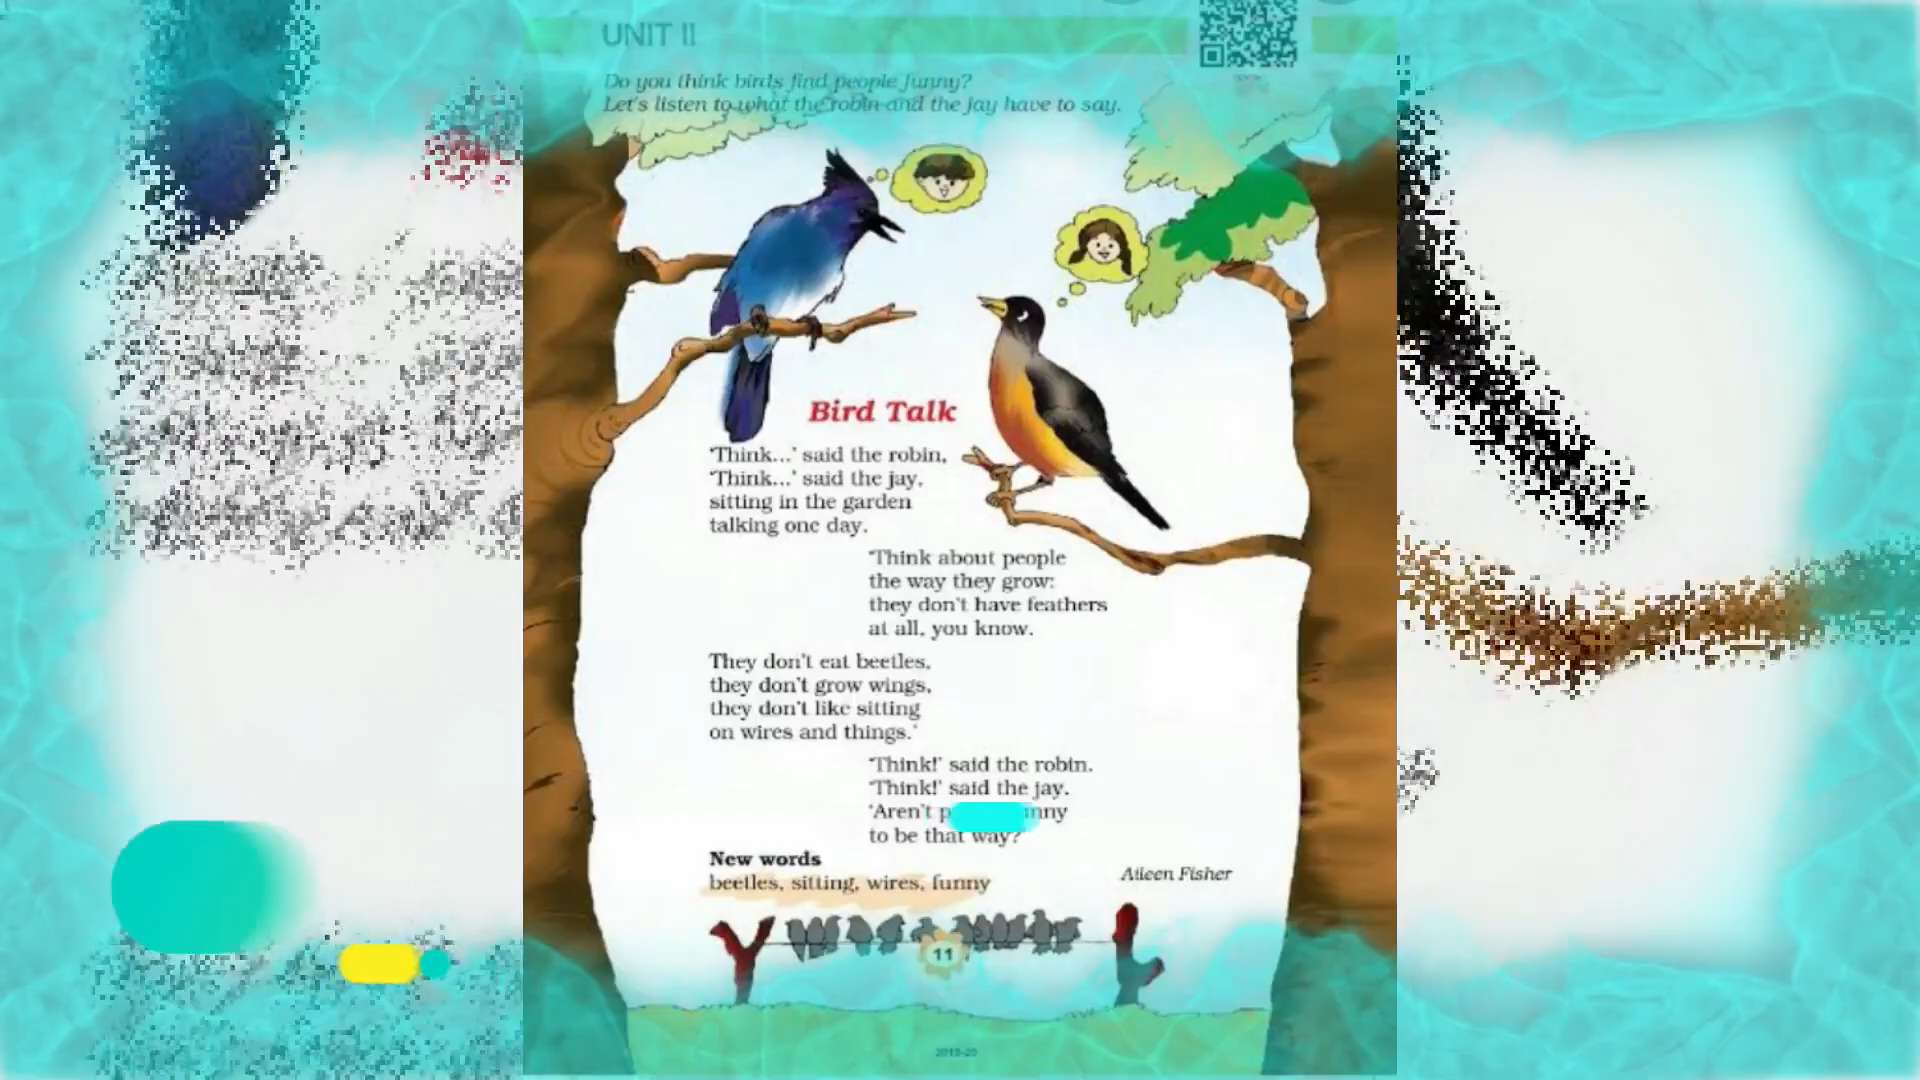 UNIT II
Do you think birds find people funny?
Let's listen to what the robin and the jay have to say.
Bird Talk
'Think...' said the robin,
'Think...' said the jay,
sitting in the garden
talking one day.
'Think about people
the way they grow:
they don't have feathers
at all, you know.
They don't eat beetles,
they don't grow wings,
they don't like sitting
on wires and things.'
'Think!' said the robin.
'Think!' said the jay.
'Aren't
to be that way?'
New words
beetles, sitting, wires, funny
Aileen Fisher
11
2019-20